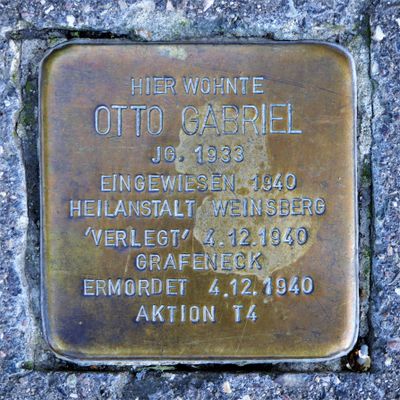 HIER WOHNTE
OTTO GABRIEL
JG. 1933
EINGEWIESEN 1940
HEILANSTALT WEINSBERG
'VERLEGT' 4.12.1940
GRAFENECK
ERMORDET 4.12.1940
AKTION T4